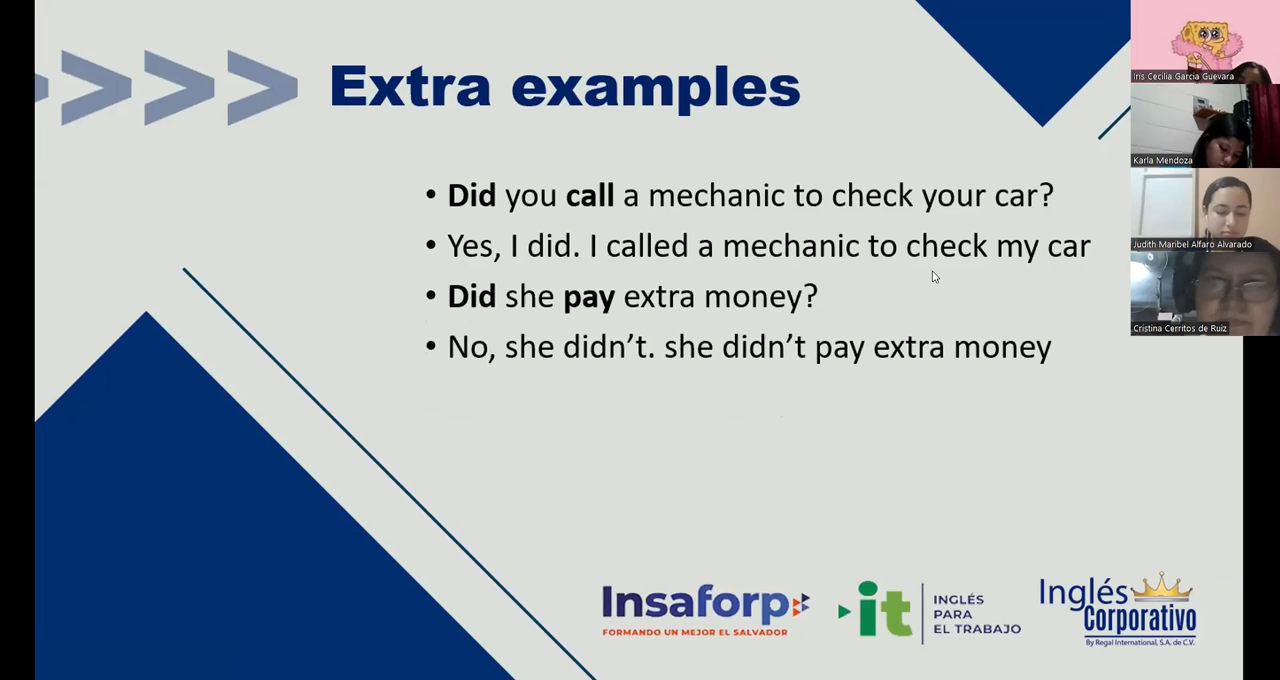 Extra examples
• Did you call a mechanic to check your car?
• Yes, I did. I called a mechanic to check my car
• Did she pay extra money?
• No, she didn’t. she didn’t pay extra money
Iris Cecilia Garcia Guevara
Karla Mendoza
Judith Maribel Alfaro Alvarado
Cristina Cerritos de Ruiz
Insaforp
FORMANDO UN MEJOR EL SALVADOR
it
INGLÉS
PARA
EL TRABAJO
Inglés
Corporativo
By Regal International, S.A. de C.V.